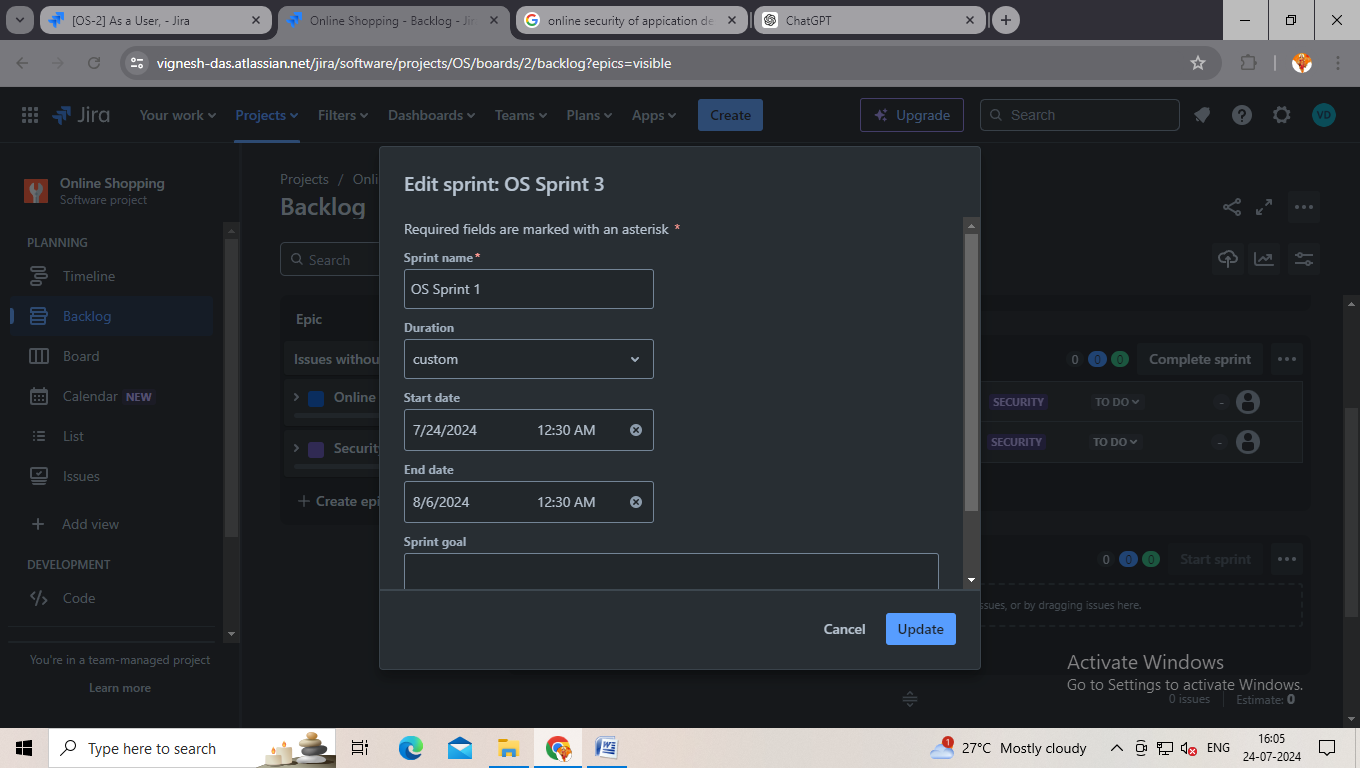 [OS-2] As a User, - Jira
Online Shopping - Backlog - Jir
online security of appication de
ChatGPT
vignesh-das.atlassian.net/jira/software/projects/OS/boards/2/backlog?epics=visible
Jira
Your work
Projects
Filters
Dashboards
Teams
Plans
Apps
Create
Upgrade
Search
VD
Online Shopping
Software project
PLANNING
Timeline
Backlog
Board
Calendar NEW
List
Issues
Add view
DEVELOPMENT
Code
You're in a team-managed project
Learn more
Projects / Onli
Backlog
Search
Epic
Issues withou
Online
Security
Create epi
Edit sprint: OS Sprint 3
Required fields are marked with an asterisk *
Sprint name*
OS Sprint 1
Duration
custom
Start date
7/24/2024 12:30 AM
End date
8/6/2024 12:30 AM
Sprint goal
Cancel
Update
0 0 0 Complete sprint
SECURITY TO DO -
SECURITY TO DO -
0 0 0 Start sprint
ssues, or by dragging issues here.
Activate Windows
Go to Settings to activate Windows.
0 issues Estimate: 0
Type here to search
1
27°C Mostly cloudy
ENG
16:05
24-07-2024